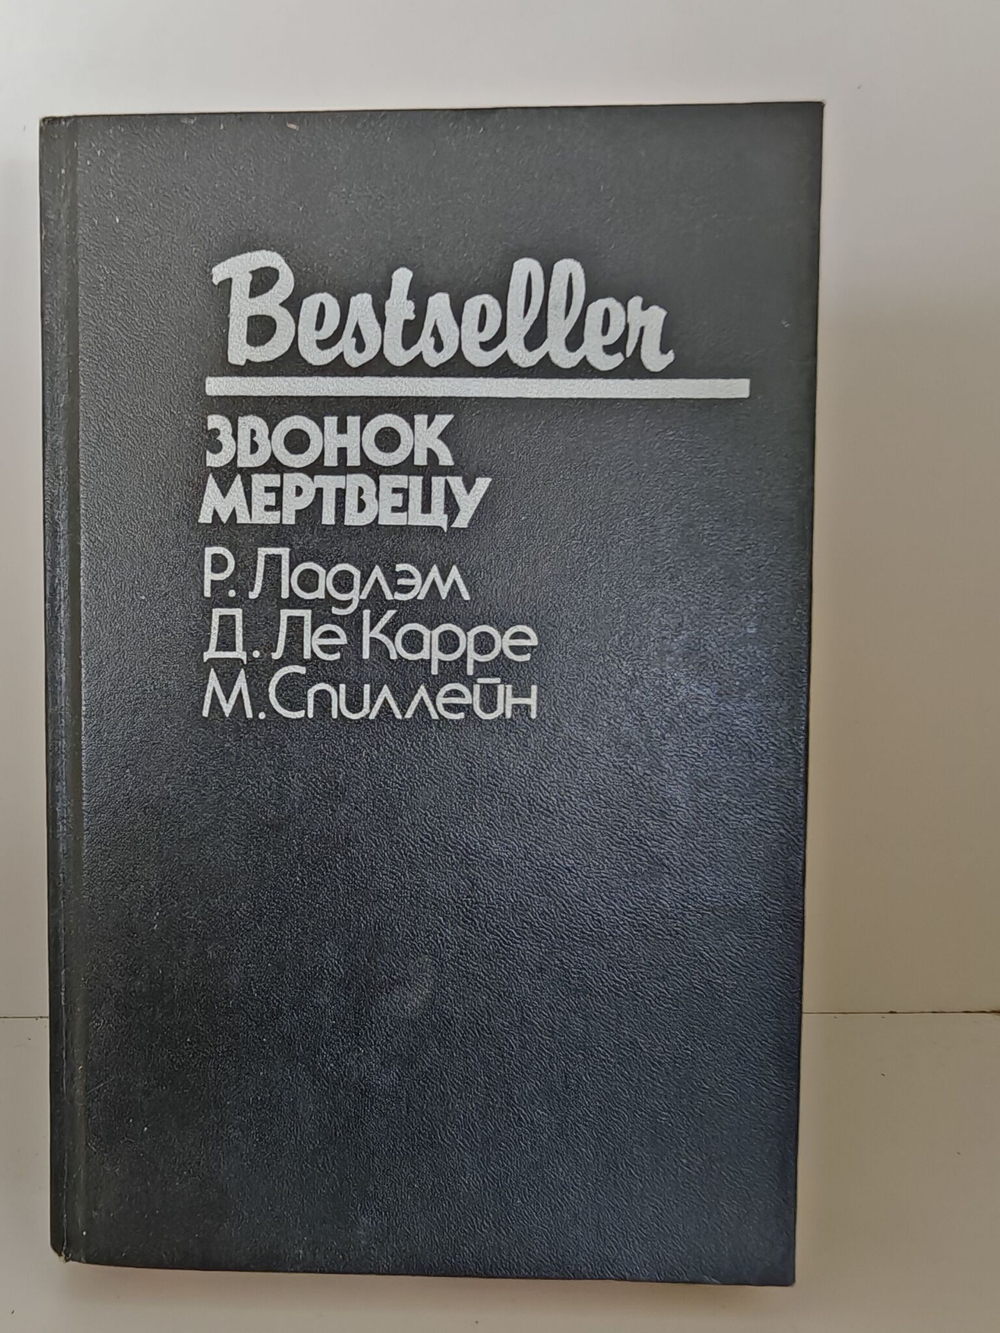 Bestseller
ЗВОНОК
МЕРТВЕЦУ
Р. Ладлэм
Д. Ле Карре
М. Спиллейн